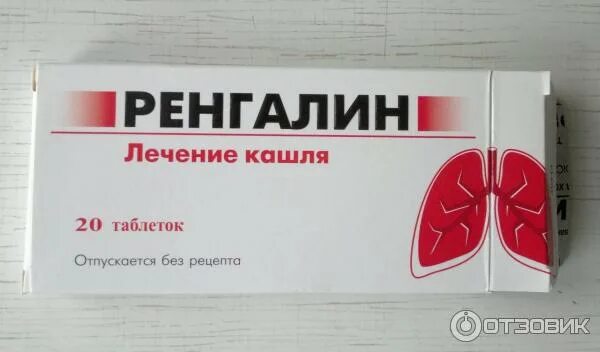 РЕНГАЛИН
Лечение кашля
20 таблеток
Отпускается без рецепта
ОТЗОВИК